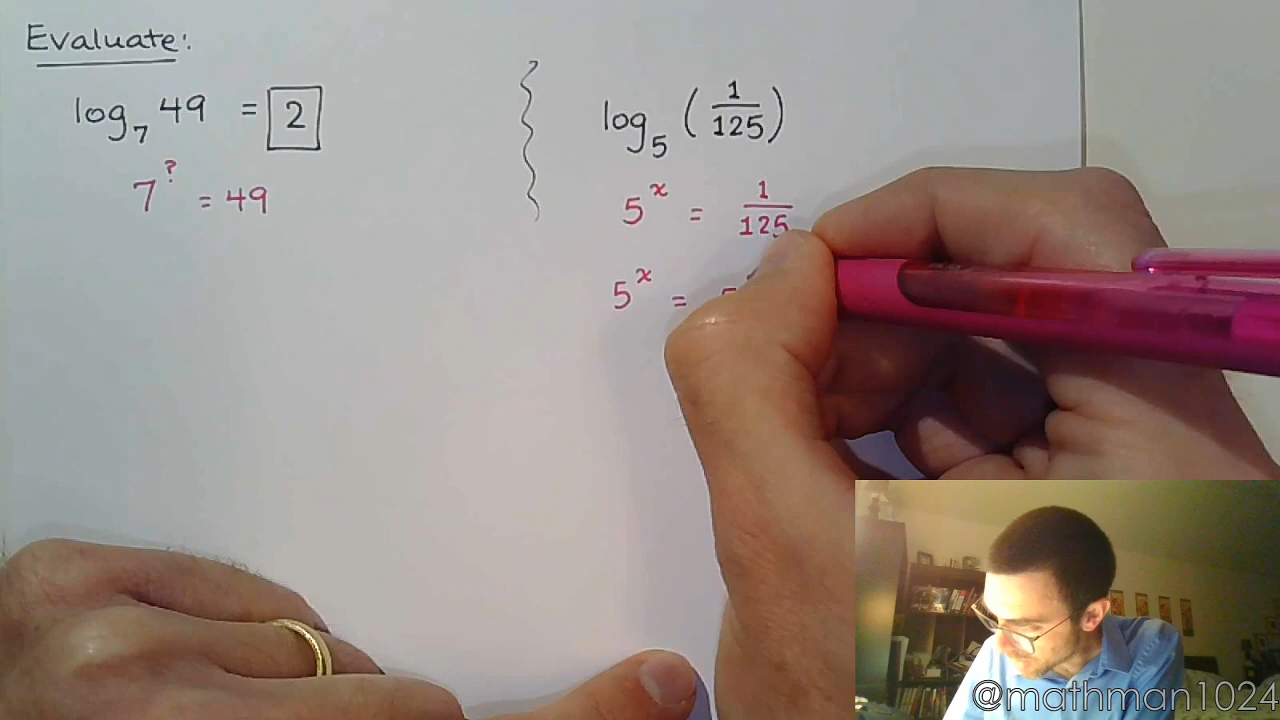 Evaluate:
log₇ 49 = 2
7^? = 49
log₅ (1/125)
5^x = 1/125
5^x =
@mathman1024